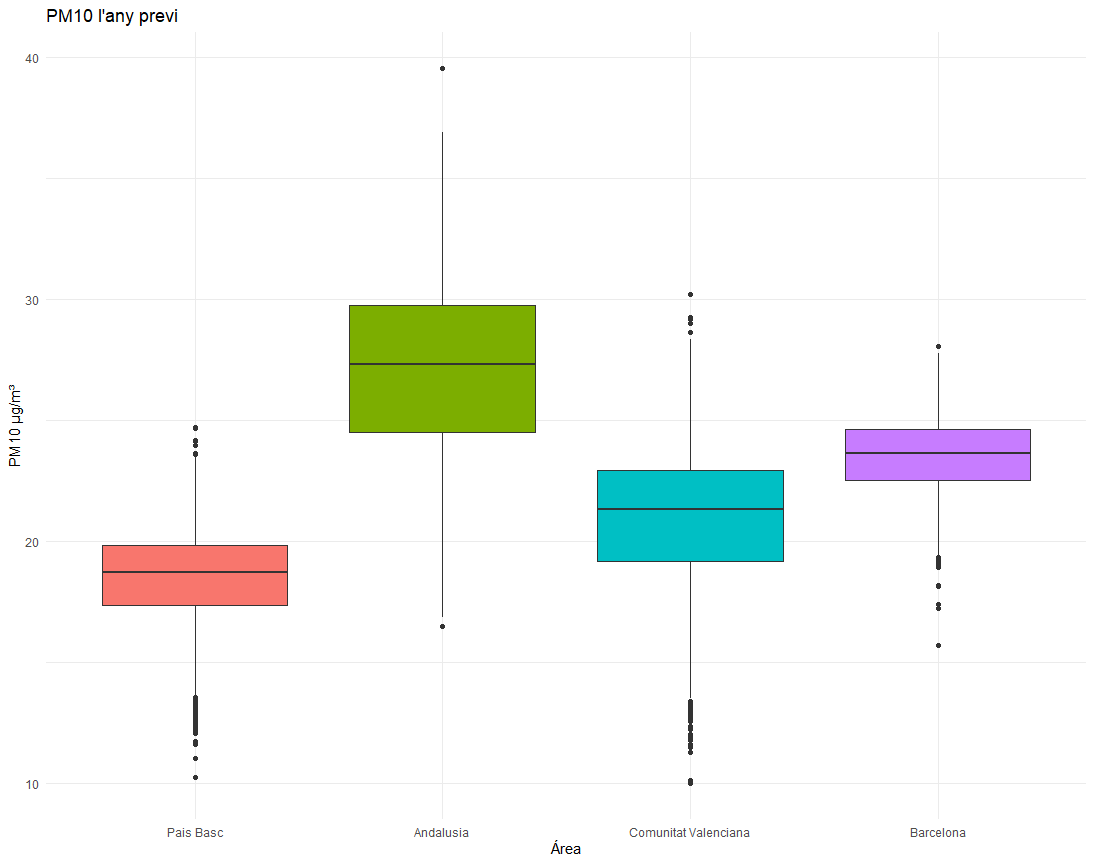 PM10 l'any previ
40
30
20
10
PM10 µg/m³
Pais Basc
Andalusia
Comunitat Valenciana
Barcelona
Área